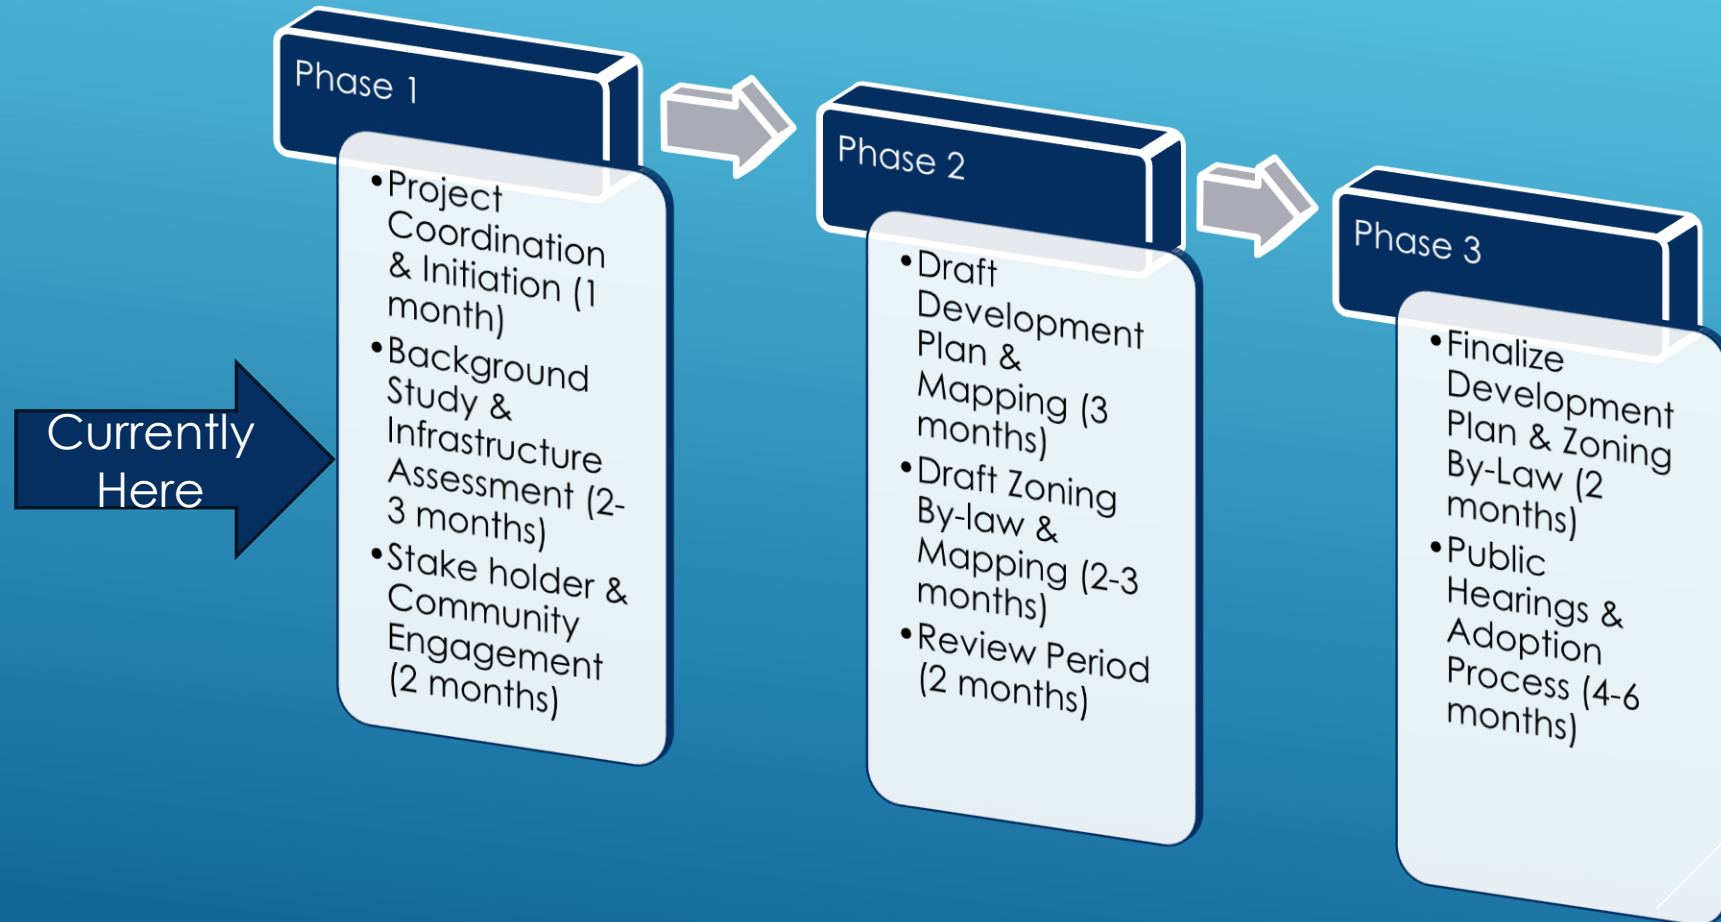 Phase 1
•Project
Coordination
& Initiation (1
month)
•Background
Study &
Infrastructure
Assessment (2-
3 months)
•Stake holder &
Community
Engagement
(2 months)
Currently
Here
Phase 2
•Draft
Development
Plan &
Mapping (3
months)
•Draft Zoning
By-law &
Mapping (2-3
months)
•Review Period
(2 months)
Phase 3
•Finalize
Development
Plan & Zoning
By-Law (2
months)
•Public
Hearings &
Adoption
Process (4-6
months)